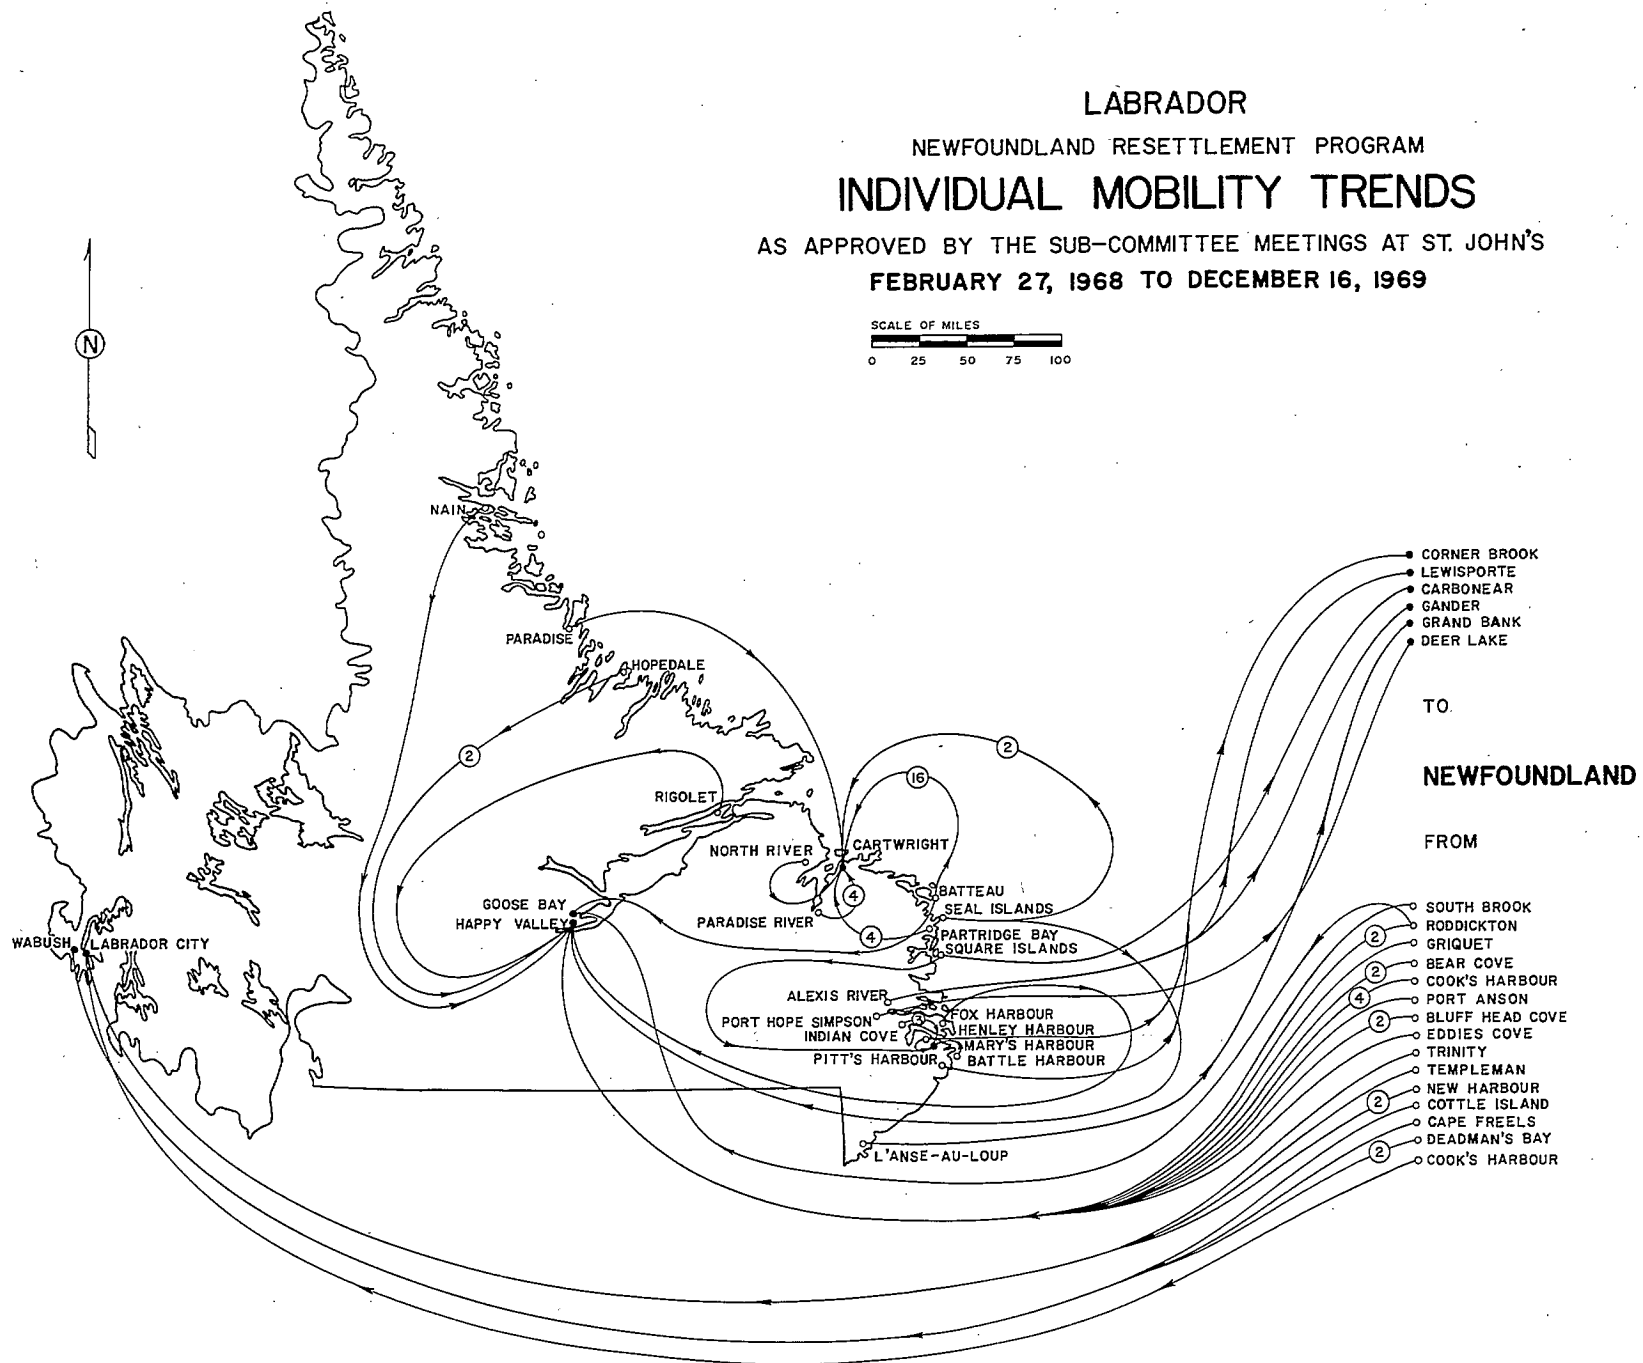 LABRADOR
NEWFOUNDLAND RESETTLEMENT PROGRAM
INDIVIDUAL MOBILITY TRENDS
AS APPROVED BY THE SUB-COMMITTEE MEETINGS AT ST. JOHN'S
FEBRUARY 27, 1968 TO DECEMBER 16, 1969
SCALE OF MILES
0 25 50 75 100
N
NAIN
PARADISE
HOPEDALE
2
RIGOLET
2
16
NORTH RIVER
CARTWRIGHT
4
BATTEAU
GOOSE BAY
SEAL ISLANDS
HAPPY VALLEY
PARADISE RIVER
4
PARTRIDGE BAY
SQUARE ISLANDS
WABUSH
LABRADOR CITY
ALEXIS RIVER
FOX HARBOUR
PORT HOPE SIMPSON
3
HENLEY HARBOUR
INDIAN COVE
MARY'S HARBOUR
PITT'S HARBOUR
BATTLE HARBOUR
L'ANSE-AU-LOUP
CORNER BROOK
LEWISPORTE
CARBONEAR
GANDER
GRAND BANK
DEER LAKE
TO
NEWFOUNDLAND
FROM
SOUTH BROOK
RODDICKTON
2
GRIQUET
BEAR COVE
2
COOK'S HARBOUR
4
PORT ANSON
2
BLUFF HEAD COVE
EDDIES COVE
TRINITY
TEMPLEMAN
NEW HARBOUR
2
COTTLE ISLAND
CAPE FREELS
DEADMAN'S BAY
2
COOK'S HARBOUR